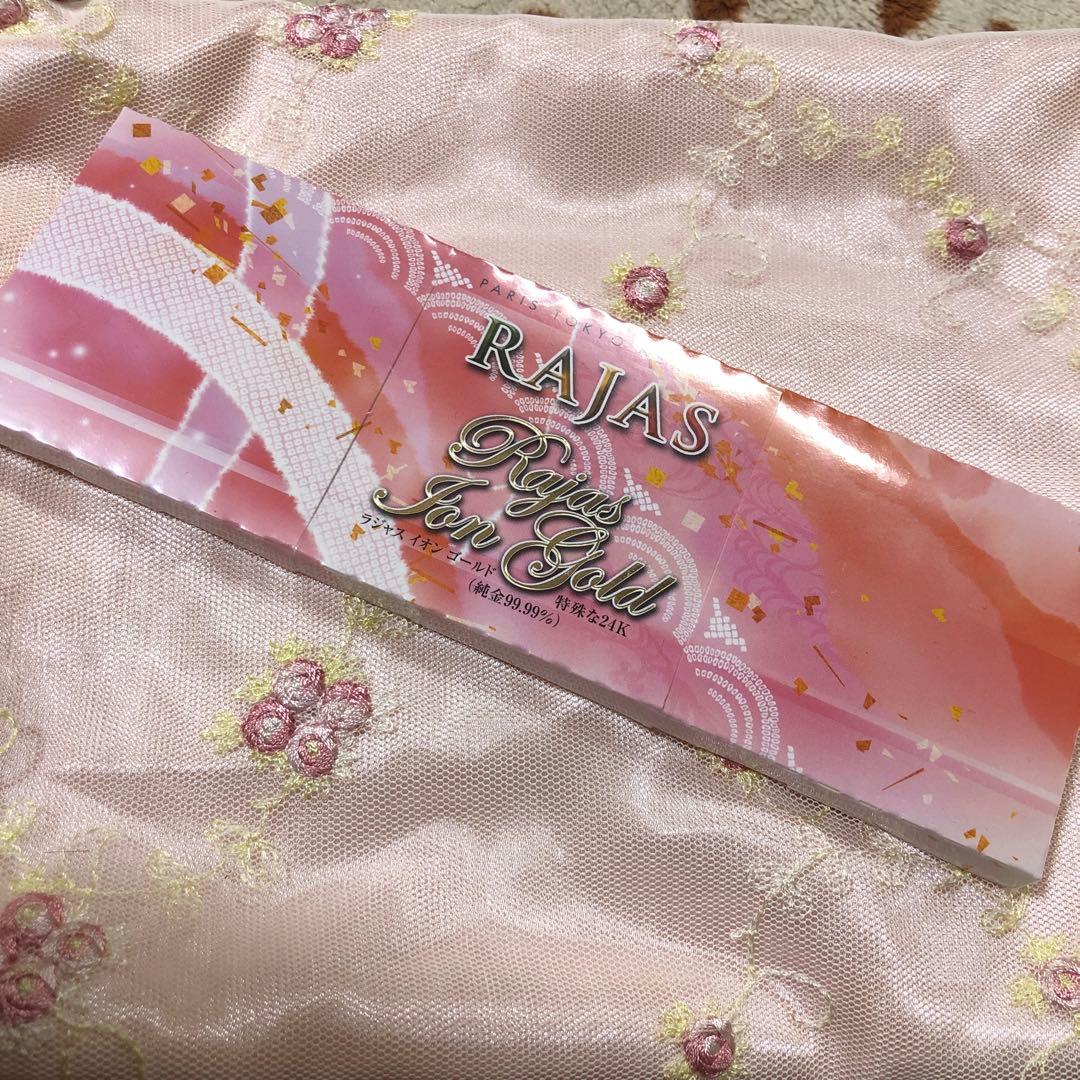 PARIS TOKYO
RAJAS
Rajas
Ion Gold
ラジャス イオン ゴールド 特殊な24K
(純金99.99%)